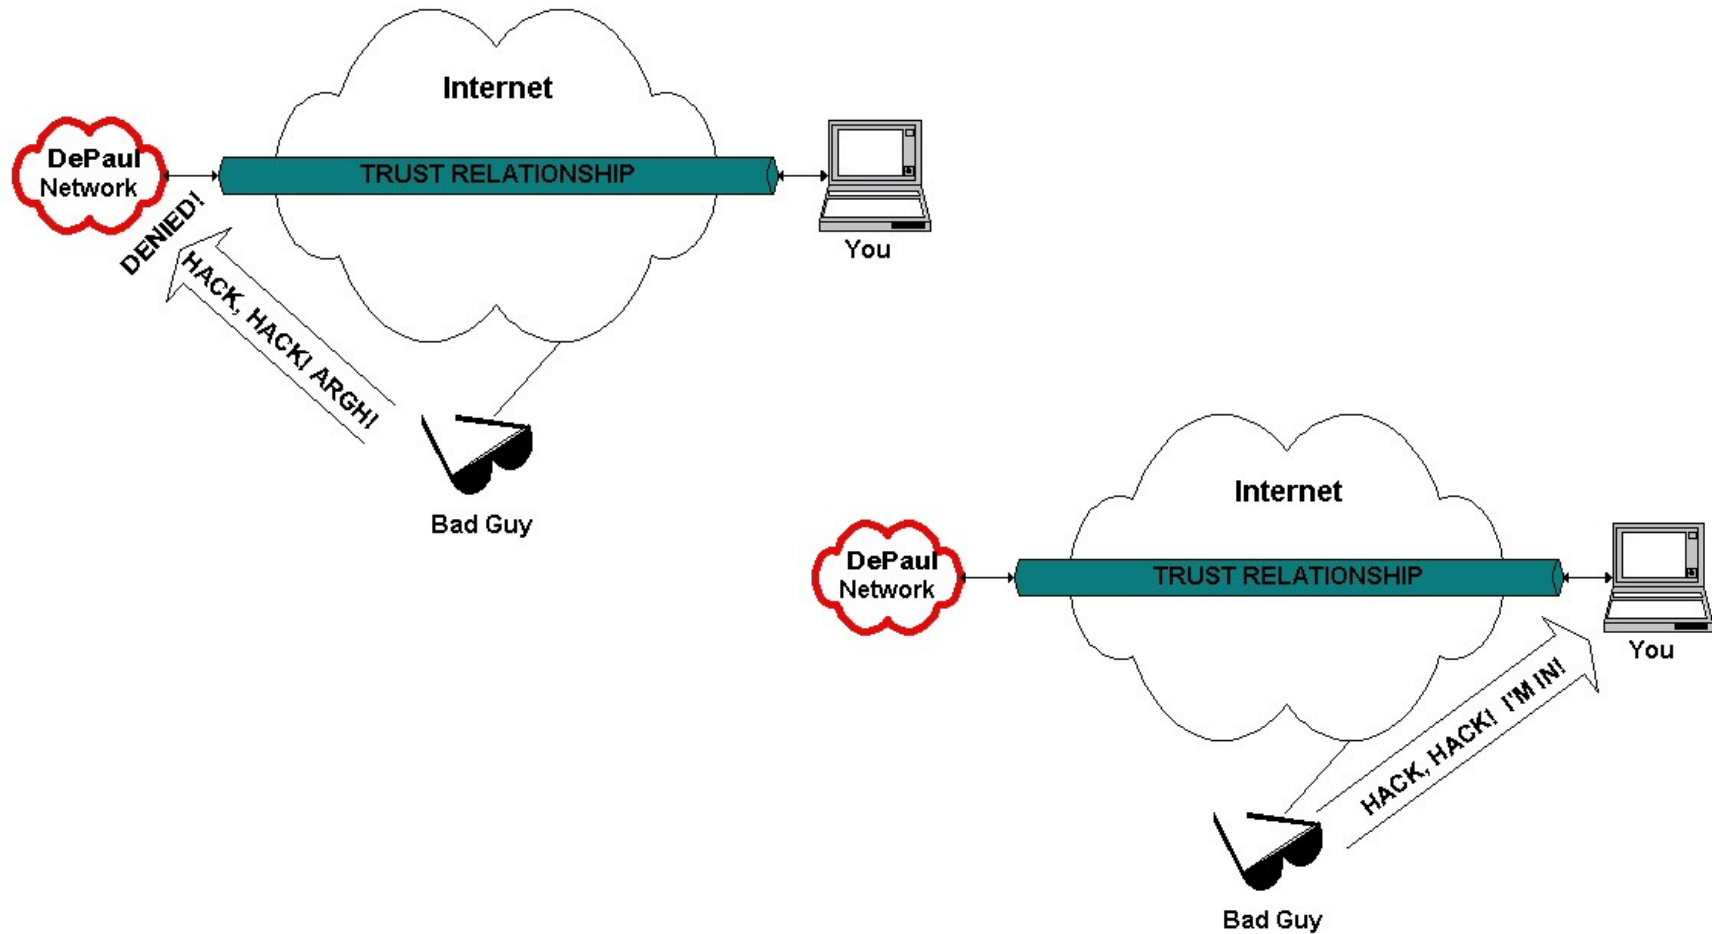 Internet
DePaul
Network
TRUST RELATIONSHIP
You
DENIED!
HACK, HACK! ARGH!
Bad Guy
Internet
DePaul
Network
TRUST RELATIONSHIP
You
HACK, HACK! I'M IN!
Bad Guy